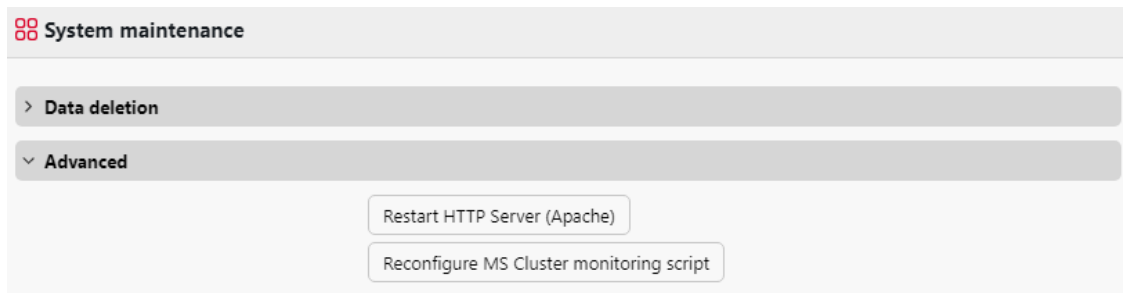 System maintenance
Data deletion
Advanced
Restart HTTP Server (Apache)
Reconfigure MS Cluster monitoring script